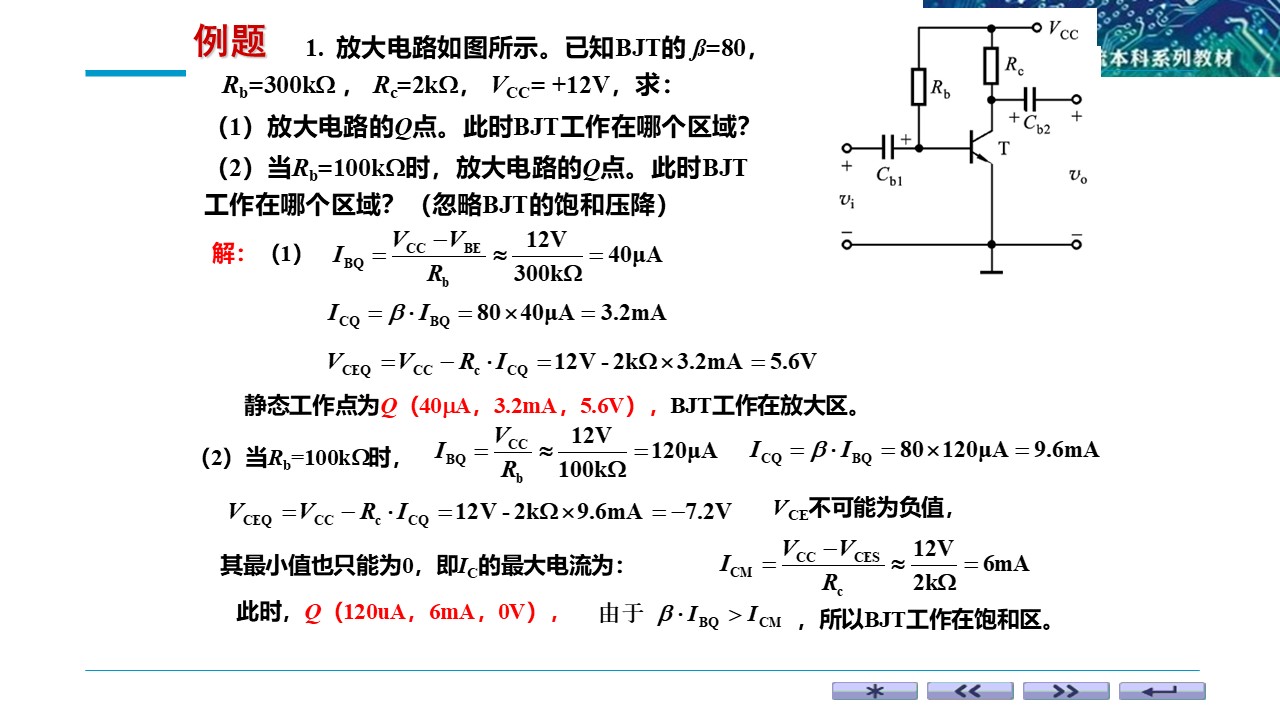 例题
1. 放大电路如图所示。已知BJT的 ß=80，
Rb=300kΩ， Rc=2kΩ， VCC= +12V，求：
（1）放大电路的Q点。此时BJT工作在哪个区域？
（2）当Rb=100kΩ时，放大电路的Q点。此时BJT
工作在哪个区域？（忽略BJT的饱和压降）
解：（1） IBQ = (VCC − VBE)/Rb ≈ 12V/300kΩ = 40μA
ICQ = β · IBQ = 80×40μA = 3.2mA
VCEQ = VCC − Rc · ICQ = 12V - 2kΩ×3.2mA = 5.6V
静态工作点为Q（40μA，3.2mA，5.6V），BJT工作在放大区。
（2）当Rb=100kΩ时， IBQ = VCC/Rb ≈ 12V/100kΩ = 120μA ICQ = β · IBQ = 80×120μA = 9.6mA
VCEQ = VCC − Rc · ICQ = 12V - 2kΩ×9.6mA = −7.2V VCE不可能为负值，
其最小值也只能为0，即IC的最大电流为： ICM = (VCC − VCES)/Rc ≈ 12V/2kΩ = 6mA
此时，Q（120uA，6mA，0V）， 由于 β · IBQ > ICM ，所以BJT工作在饱和区。
VCC
Rc
Rb
+
Cb2
+
+
T
+
Cb1
vi
vo
−
−
本科系列教材
* << >>